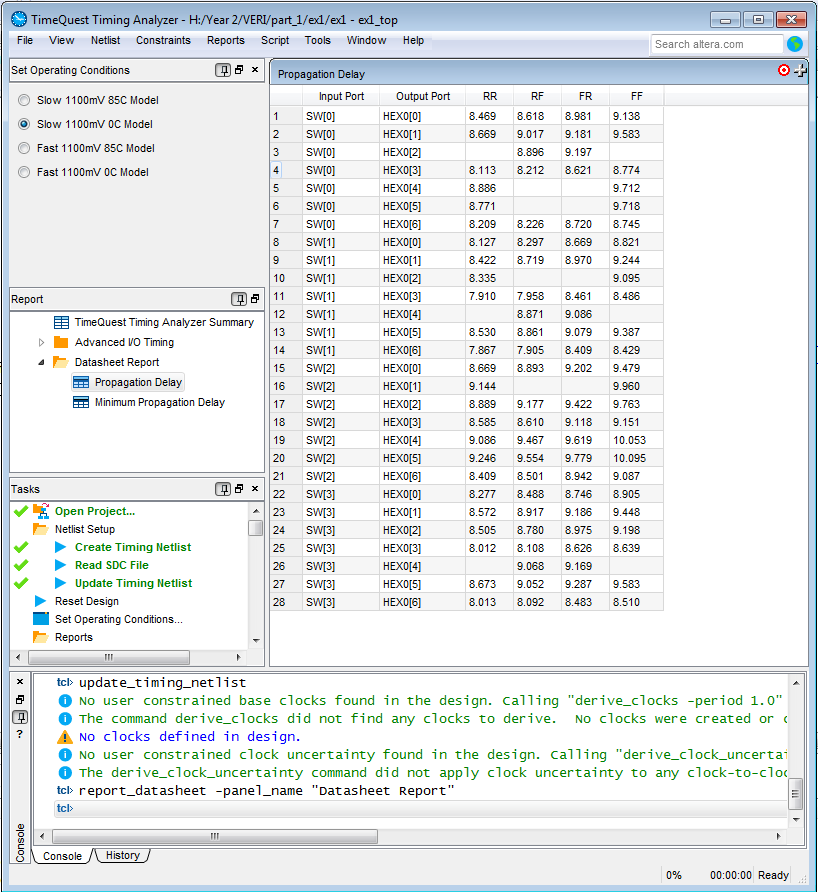 TimeQuest Timing Analyzer - H:/Year 2/VERI/part_1/ex1/ex1 - ex1_top
File View Netlist Constraints Reports Script Tools Window Help
Search altera.com
Set Operating Conditions
Slow 1100mV 85C Model
Slow 1100mV 0C Model
Fast 1100mV 85C Model
Fast 1100mV 0C Model
Report
TimeQuest Timing Analyzer Summary
Advanced I/O Timing
Datasheet Report
Propagation Delay
Minimum Propagation Delay
Tasks
Open Project...
Netlist Setup
Create Timing Netlist
Read SDC File
Update Timing Netlist
Reset Design
Set Operating Conditions...
Reports
Propagation Delay
Input Port Output Port RR RF FR FF
1 SW[0] HEX0[0] 8.469 8.618 8.981 9.138
2 SW[0] HEX0[1] 8.669 9.017 9.181 9.583
3 SW[0] HEX0[2] 8.896 9.197
4 SW[0] HEX0[3] 8.113 8.212 8.621 8.774
5 SW[0] HEX0[4] 8.886 9.712
6 SW[0] HEX0[5] 8.771 9.718
7 SW[0] HEX0[6] 8.209 8.226 8.720 8.745
8 SW[1] HEX0[0] 8.127 8.297 8.669 8.821
9 SW[1] HEX0[1] 8.422 8.719 8.970 9.244
10 SW[1] HEX0[2] 8.335 9.095
11 SW[1] HEX0[3] 7.910 7.958 8.461 8.486
12 SW[1] HEX0[4] 8.871 9.086
13 SW[1] HEX0[5] 8.530 8.861 9.079 9.387
14 SW[1] HEX0[6] 7.867 7.905 8.409 8.429
15 SW[2] HEX0[0] 8.669 8.893 9.202 9.479
16 SW[2] HEX0[1] 9.144 9.960
17 SW[2] HEX0[2] 8.889 9.177 9.422 9.763
18 SW[2] HEX0[3] 8.585 8.610 9.118 9.151
19 SW[2] HEX0[4] 9.086 9.467 9.619 10.053
20 SW[2] HEX0[5] 9.246 9.554 9.779 10.095
21 SW[2] HEX0[6] 8.409 8.501 8.942 9.087
22 SW[3] HEX0[0] 8.277 8.488 8.746 8.905
23 SW[3] HEX0[1] 8.572 8.917 9.186 9.448
24 SW[3] HEX0[2] 8.505 8.780 8.975 9.198
25 SW[3] HEX0[3] 8.012 8.108 8.626 8.639
26 SW[3] HEX0[4] 9.068 9.169
27 SW[3] HEX0[5] 8.673 9.052 9.287 9.583
28 SW[3] HEX0[6] 8.013 8.092 8.483 8.510
tcl> update_timing_netlist
No user constrained base clocks found in the design. Calling "derive_clocks -period 1.0"
The command derive_clocks did not find any clocks to derive. No clocks were created or c
No clocks defined in design.
No user constrained clock uncertainty found in the design. Calling "derive_clock_uncertai
The derive_clock_uncertainty command did not apply clock uncertainty to any clock-to-cloc
tcl> report_datasheet -panel_name "Datasheet Report"
tcl>
Console
Console History
0% 00:00:00 Ready